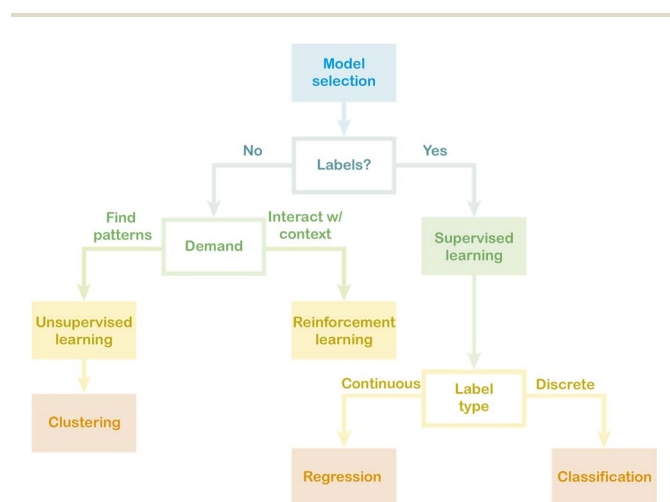 Model
selection
No
Labels?
Yes
Find
patterns
Demand
Interact w/
context
Supervised
learning
Unsupervised
learning
Reinforcement
learning
Continuous
Label
type
Discrete
Clustering
Regression
Classification